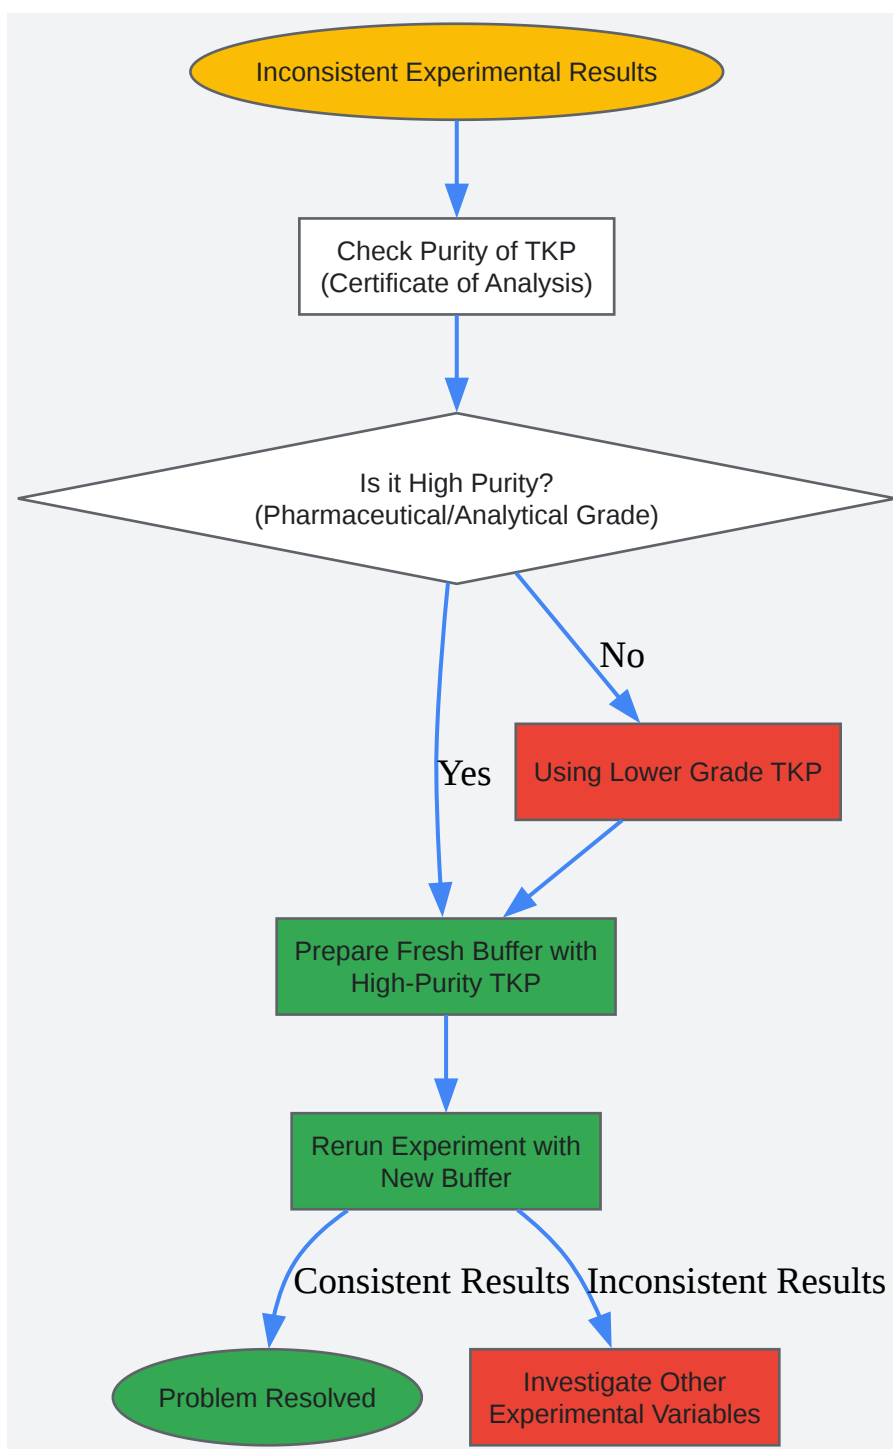 Inconsistent Experimental Results
Check Purity of TKP
(Certificate of Analysis)
Is it High Purity?
(Pharmaceutical/Analytical Grade)
No
Yes
Using Lower Grade TKP
Prepare Fresh Buffer with
High-Purity TKP
Rerun Experiment with
New Buffer
Consistent Results
Inconsistent Results
Problem Resolved
Investigate Other
Experimental Variables